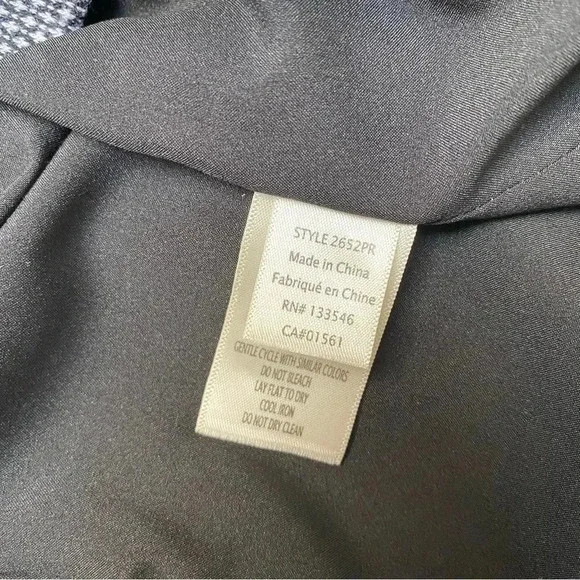 STYLE 2652PR
Made in China
Fabriqué en Chine
RN# 133546
CA#01561
GENTLE CYCLE WITH SIMILAR COLORS
DO NOT BLEACH
LAY FLAT TO DRY
COOL IRON
DO NOT DRY CLEAN